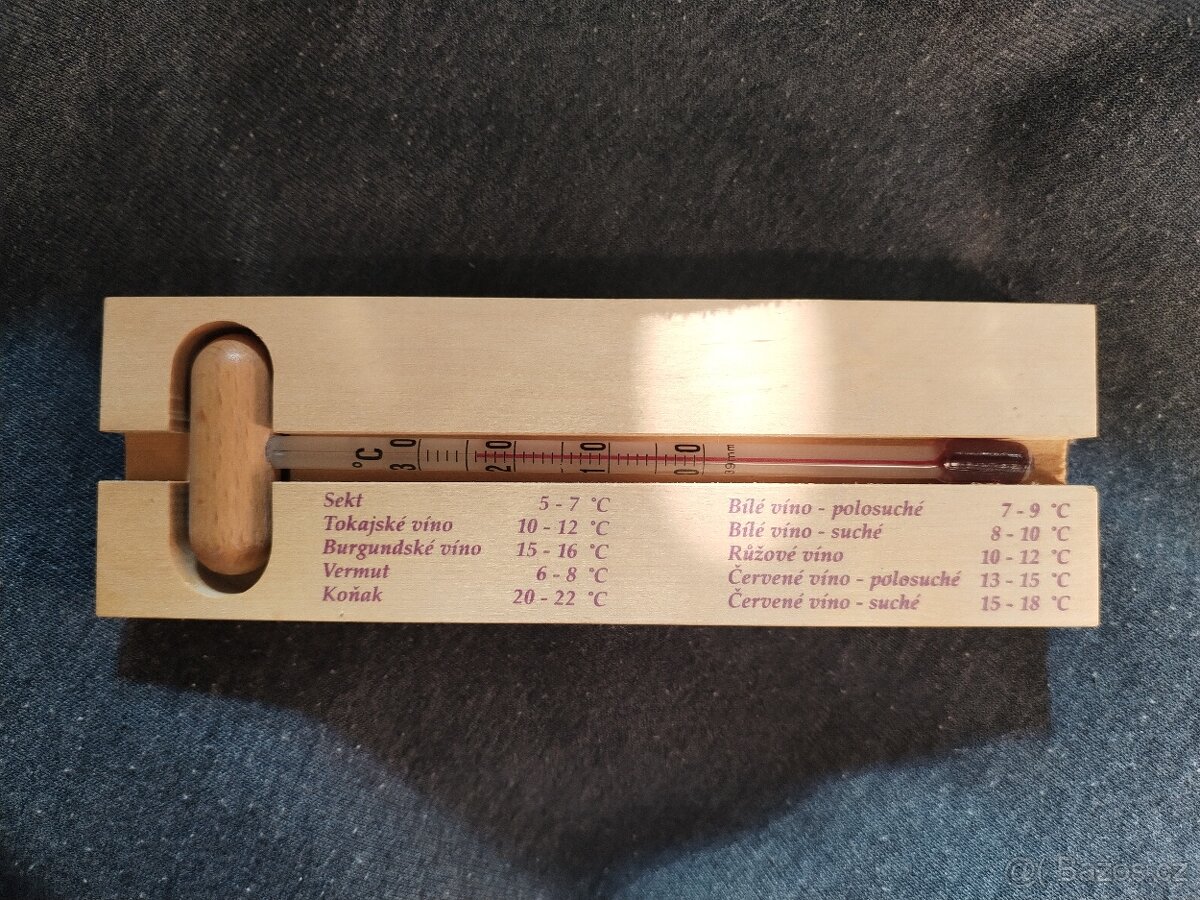 °C 30 20 10 0 39mm
Sekt 5 - 7 °C
Tokajské víno 10 - 12 °C
Burgundské víno 15 - 16 °C
Vermut 6 - 8 °C
Koňak 20 - 22 °C
Bílé víno - polosuché 7 - 9 °C
Bílé víno - suché 8 - 10 °C
Růžové víno 10 - 12 °C
Červené víno - polosuché 13 - 15 °C
Červené víno - suché 15 - 18 °C
Bazos.cz